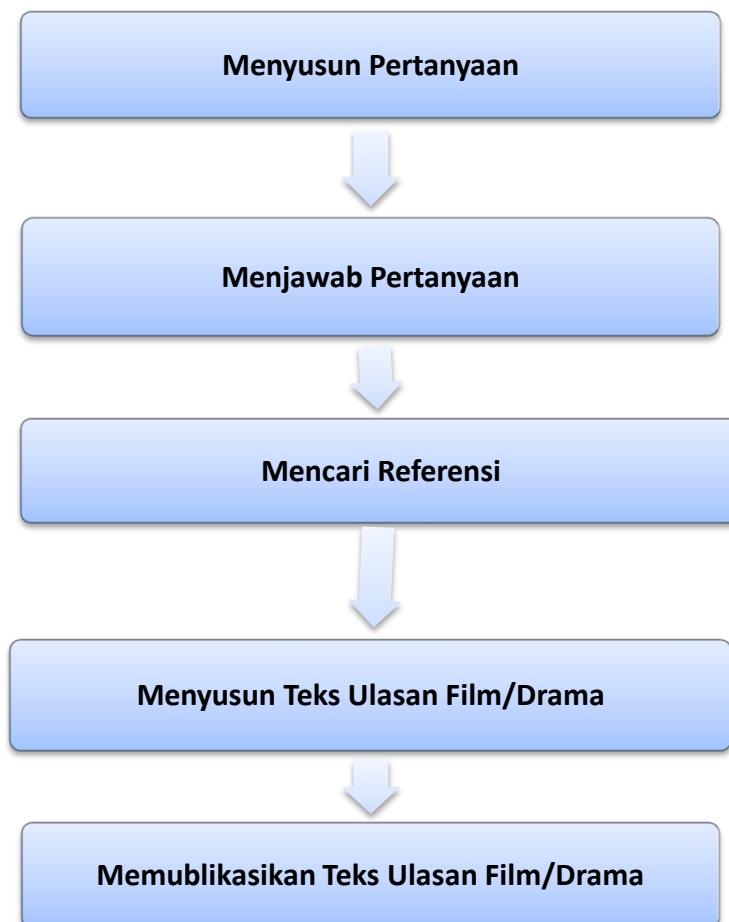 Menyusun Pertanyaan
Menjawab Pertanyaan
Mencari Referensi
Menyusun Teks Ulasan Film/Drama
Memublikasikan Teks Ulasan Film/Drama